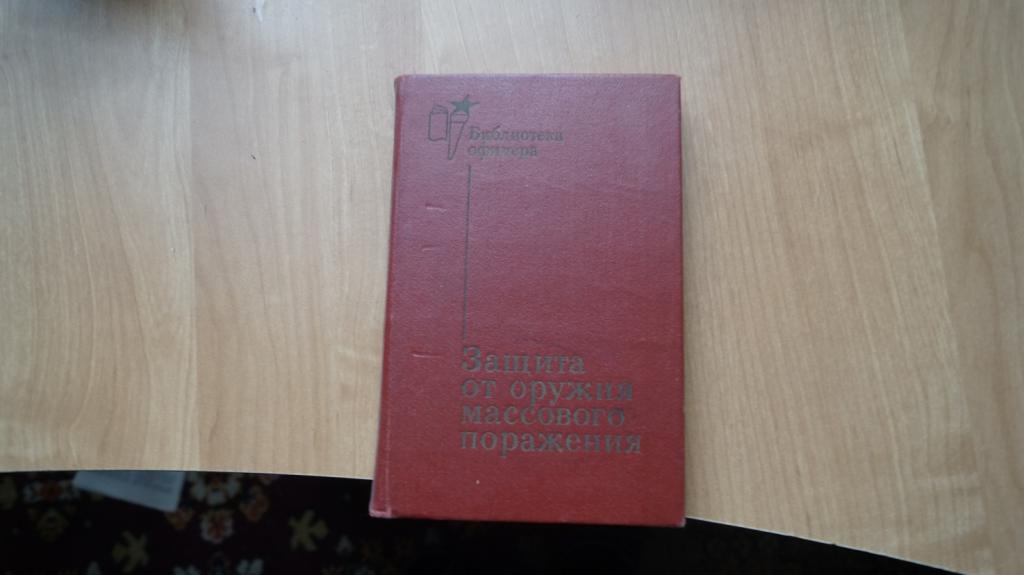 Библиотека
офицера
Защита
от оружия
массового
поражения